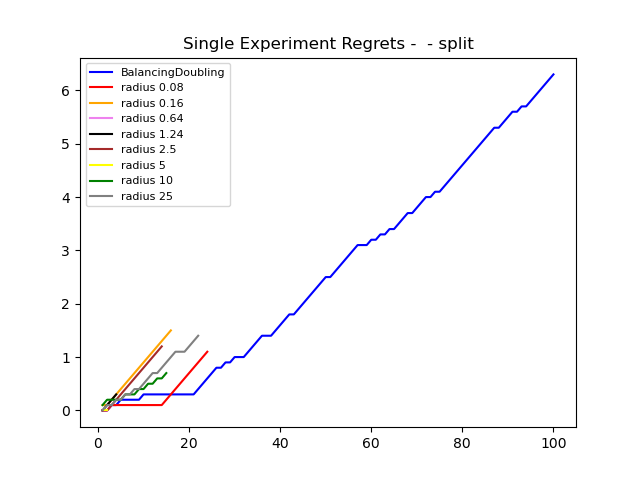 Single Experiment Regrets -  - split
BalancingDoubling
radius 0.08
radius 0.16
radius 0.64
radius 1.24
radius 2.5
radius 5
radius 10
radius 25
6
5
4
3
2
1
0
0 20 40 60 80 100